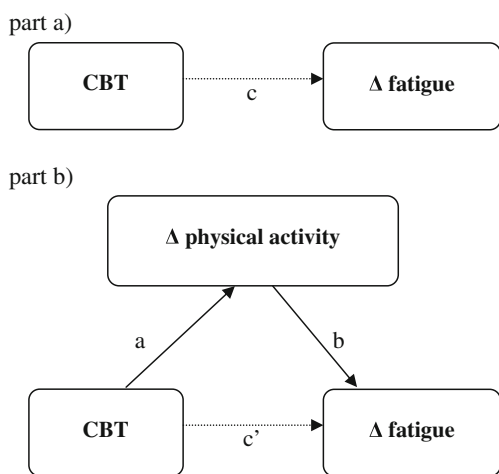 part a)
CBT
Δ fatigue
c
part b)
Δ physical activity
a
b
CBT
Δ fatigue
c’